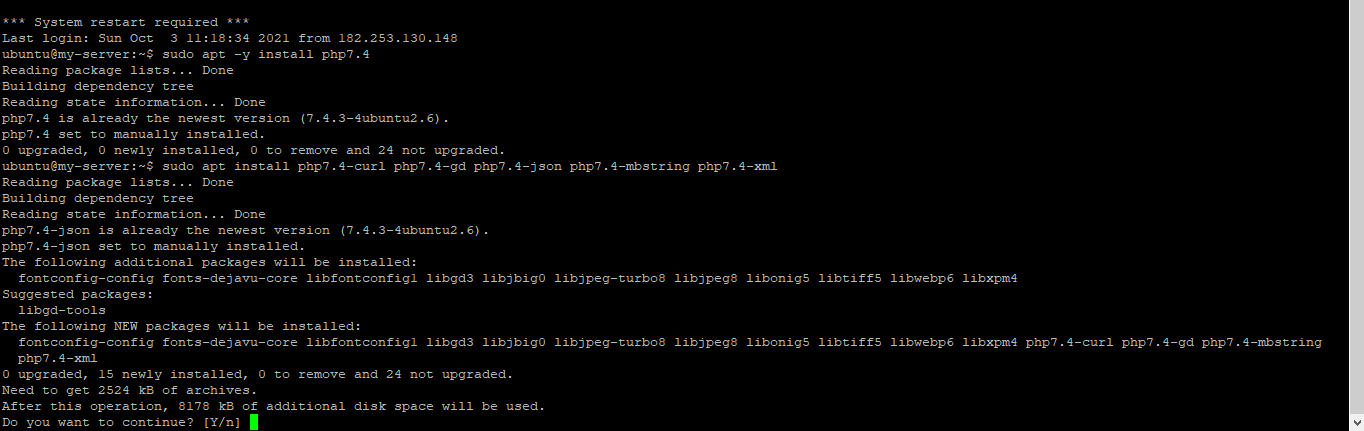 *** System restart required ***
Last login: Sun Oct  3 11:18:34 2021 from 182.253.130.148
ubuntu@my-server:~$ sudo apt -y install php7.4
Reading package lists... Done
Building dependency tree
Reading state information... Done
php7.4 is already the newest version (7.4.3-4ubuntu2.6).
php7.4 set to manually installed.
0 upgraded, 0 newly installed, 0 to remove and 24 not upgraded.
ubuntu@my-server:~$ sudo apt install php7.4-curl php7.4-gd php7.4-json php7.4-mbstring php7.4-xml
Reading package lists... Done
Building dependency tree
Reading state information... Done
php7.4-json is already the newest version (7.4.3-4ubuntu2.6).
php7.4-json set to manually installed.
The following additional packages will be installed:
  fontconfig-config fonts-dejavu-core libfontconfig1 libgd3 libjbig0 libjpeg-turbo8 libjpeg8 libonig5 libtiff5 libwebp6 libxpm4
Suggested packages:
  libgd-tools
The following NEW packages will be installed:
  fontconfig-config fonts-dejavu-core libfontconfig1 libgd3 libjbig0 libjpeg-turbo8 libjpeg8 libonig5 libtiff5 libwebp6 libxpm4 php7.4-curl php7.4-gd php7.4-mbstring
  php7.4-xml
0 upgraded, 15 newly installed, 0 to remove and 24 not upgraded.
Need to get 2524 kB of archives.
After this operation, 8178 kB of additional disk space will be used.
Do you want to continue? [Y/n]